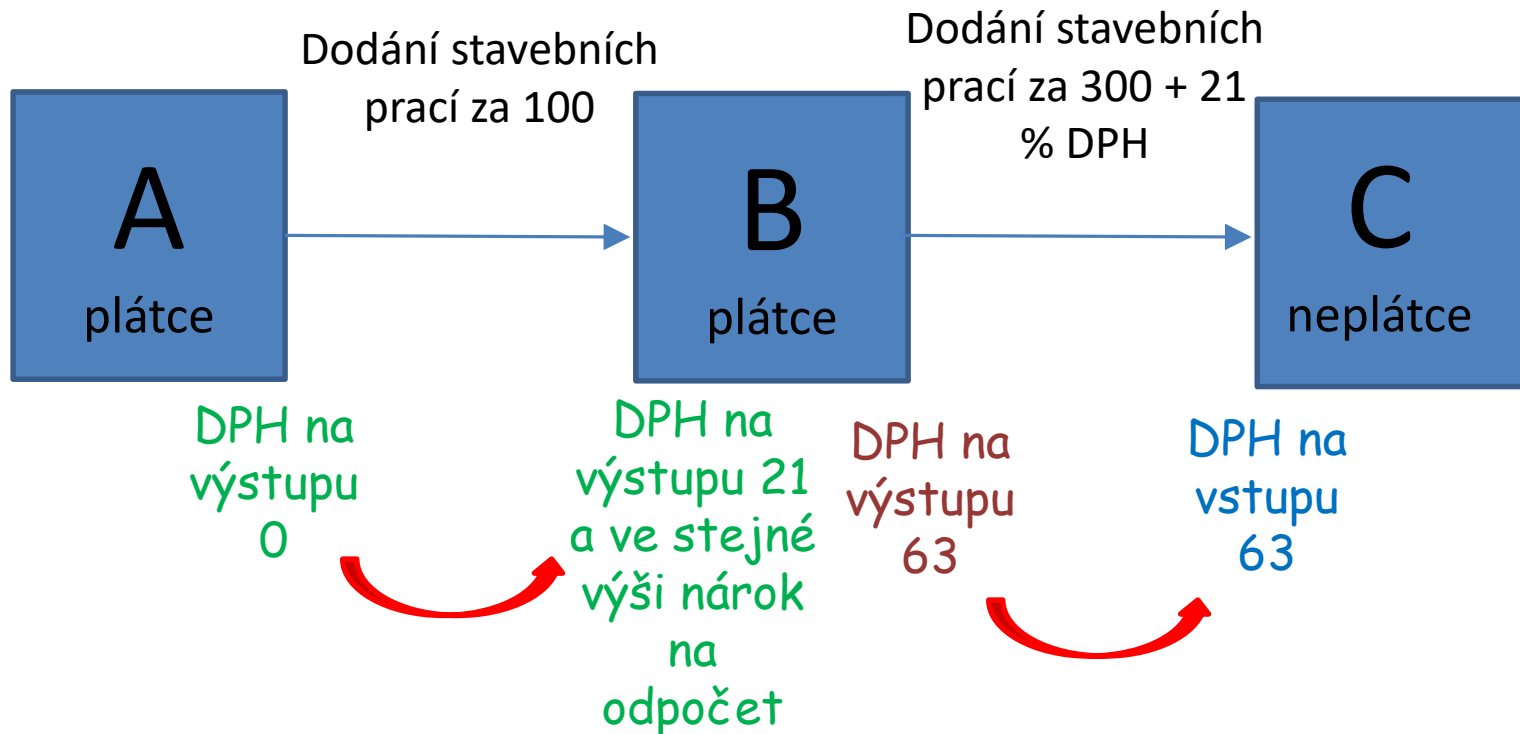 Dodání stavebních
prací za 100
Dodání stavebních
prací za 300 + 21
% DPH
A
plátce
B
plátce
C
neplátce
DPH na
výstupu
0
DPH na
výstupu 21
a ve stejné
výši nárok
na
odpočet
DPH na
výstupu
63
DPH na
vstupu
63